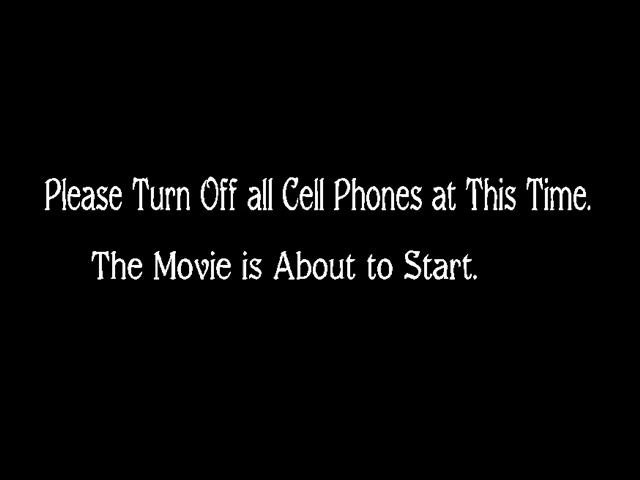 Please Turn Off all Cell Phones at This Time.
The Movie is About to Start.